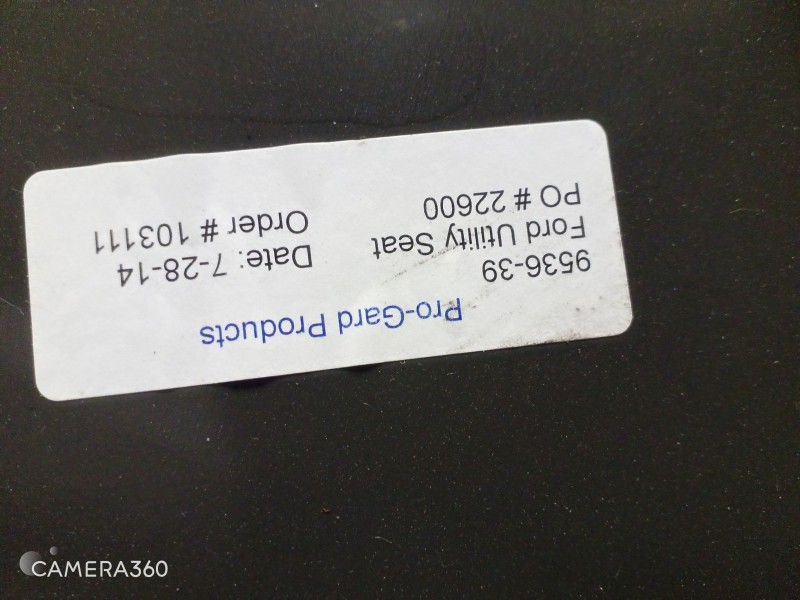 Pro-Gard Products
9536-39 Date: 7-28-14
Ford Utility Seat Order # 103111
PO # 22600
CAMERA360